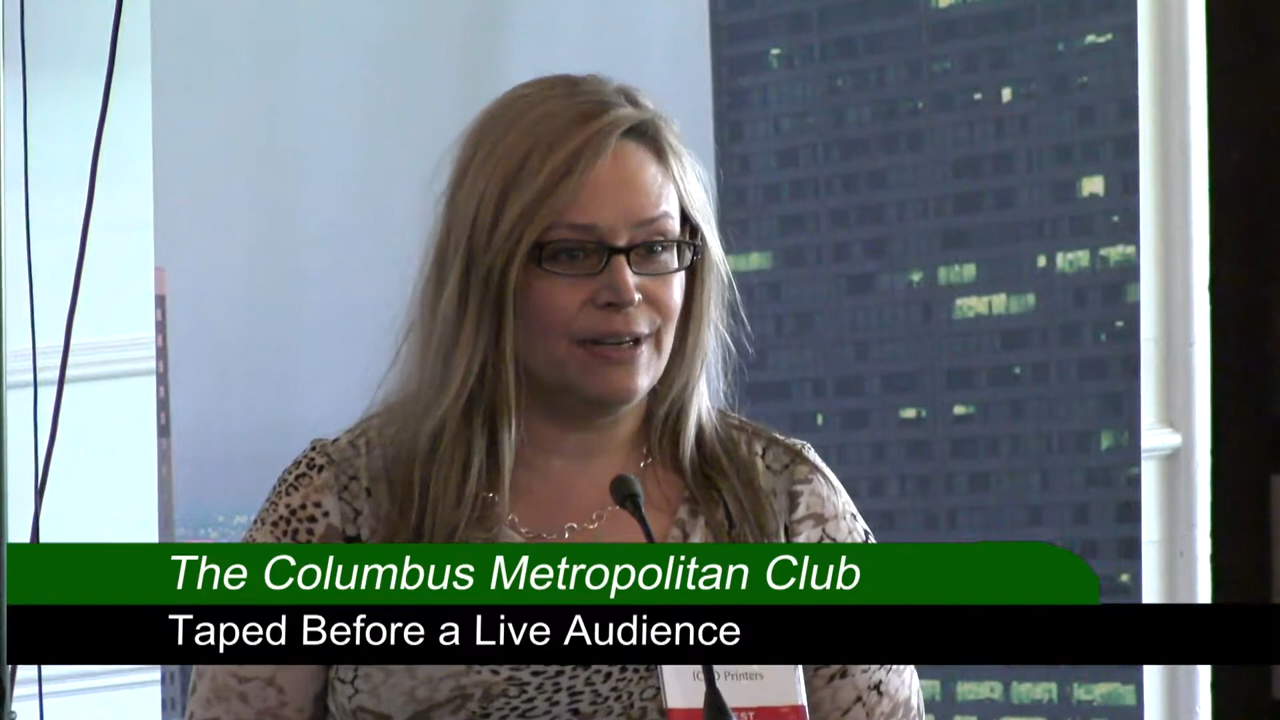 The Columbus Metropolitan Club
Taped Before a Live Audience
Printers